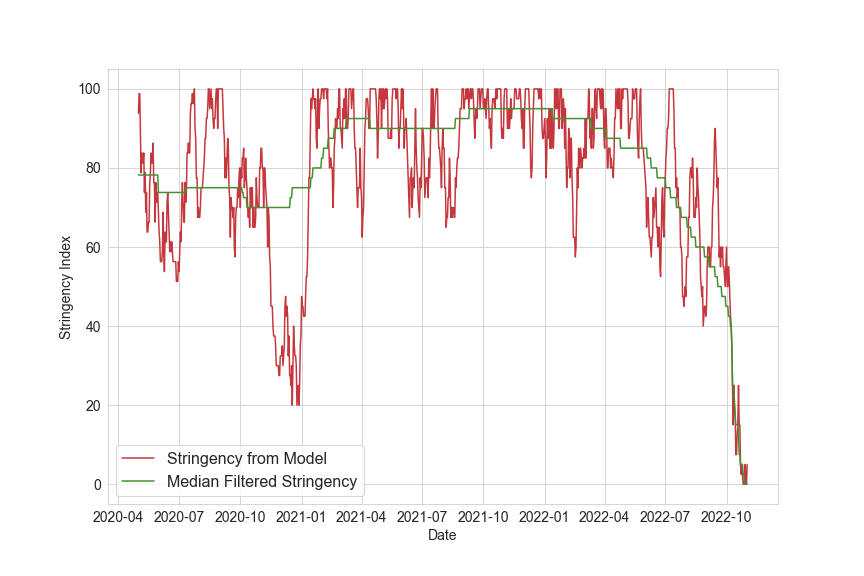 100
80
60
40
20
0
Stringency Index
Stringency from Model
Median Filtered Stringency
2020-04 2020-07 2020-10 2021-01 2021-04 2021-07 2021-10 2022-01 2022-04 2022-07 2022-10
Date